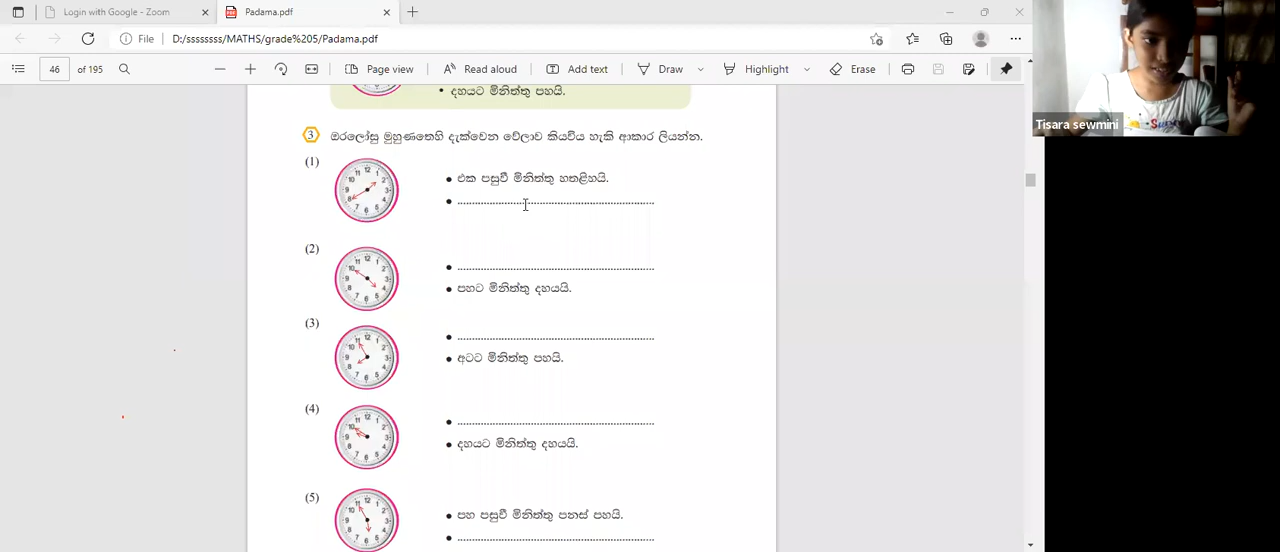 Login with Google - Zoom
Padama.pdf
File
D:/ssssssss/MATHS/grade%205/Padama.pdf
46 of 195
Page view
Read aloud
Add text
Draw
Highlight
Erase
Tisara sewmini
• දහයට මිනිත්තු පහයි.
3 ඔරලෝසු මුහුණතෙහි දැක්වෙන වේලාව කියවිය හැකි ආකාර ලියන්න.
(1)
• එක පසුවී මිනිත්තු හතළිහයි.
• ........................................................................
(2)
• ........................................................................
• පහට මිනිත්තු දහයයි.
(3)
• ........................................................................
• අටට මිනිත්තු පහයි.
(4)
• ........................................................................
• දහයට මිනිත්තු දහයයි.
(5)
• පහ පසුවී මිනිත්තු පනස් පහයි.
• ........................................................................